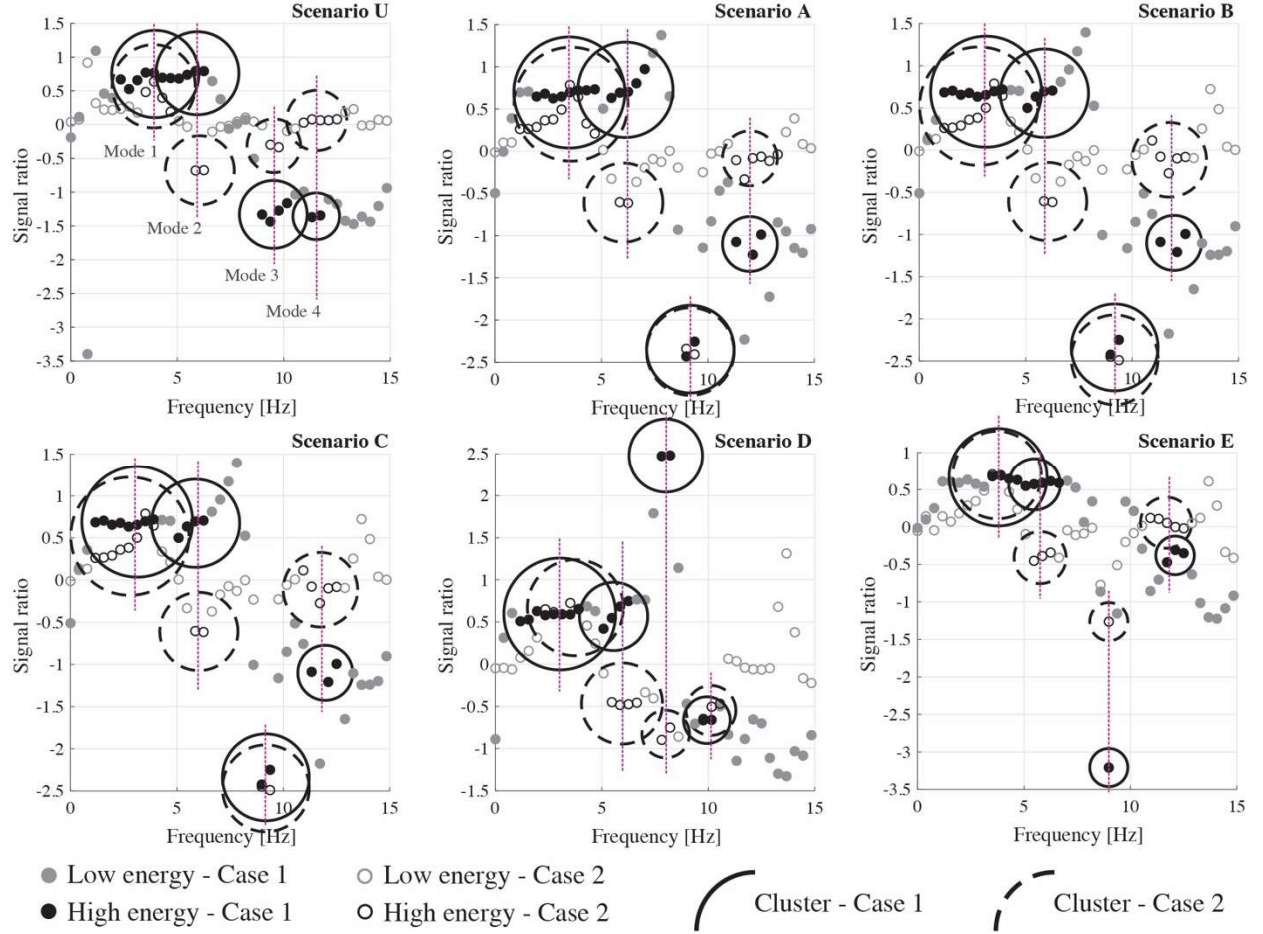 Scenario U
1.5
1
0.5
0
-0.5
-1
-1.5
-2
-2.5
-3
-3.5
Signal ratio
Mode 1
Mode 2
Mode 3
Mode 4
0 5 10 15
Frequency [Hz]
Scenario A
1.5
1
0.5
0
-0.5
-1
-1.5
-2
-2.5
Signal ratio
0 5 10 15
Frequency [Hz]
Scenario B
1.5
1
0.5
0
-0.5
-1
-1.5
-2
-2.5
Signal ratio
0 5 10 15
Frequency [Hz]
Scenario C
1.5
1
0.5
0
-0.5
-1
-1.5
-2
-2.5
Signal ratio
0 5 10 15
Frequency [Hz]
Scenario D
2.5
2
1.5
1
0.5
0
-0.5
-1
-1.5
Signal ratio
0 5 10 15
Frequency [Hz]
Scenario E
1
0.5
0
-0.5
-1
-1.5
-2
-2.5
-3
-3.5
Signal ratio
0 5 10 15
Frequency [Hz]
Low energy - Case 1
High energy - Case 1
Low energy - Case 2
High energy - Case 2
Cluster - Case 1
Cluster - Case 2